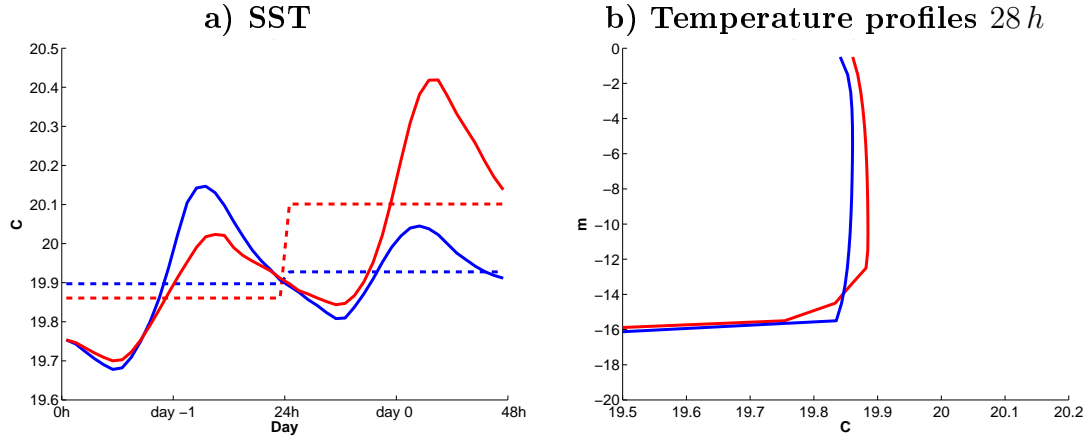 a) SST
20.5
20.4
20.3
20.2
20.1
20
19.9
19.8
19.7
19.6
C
0h
day −1
24h
day 0
48h
Day
b) Temperature profiles 28 h
0
−2
−4
−6
−8
−10
−12
−14
−16
−18
−20
m
19.5
19.6
19.7
19.8
19.9
20
20.1
20.2
C